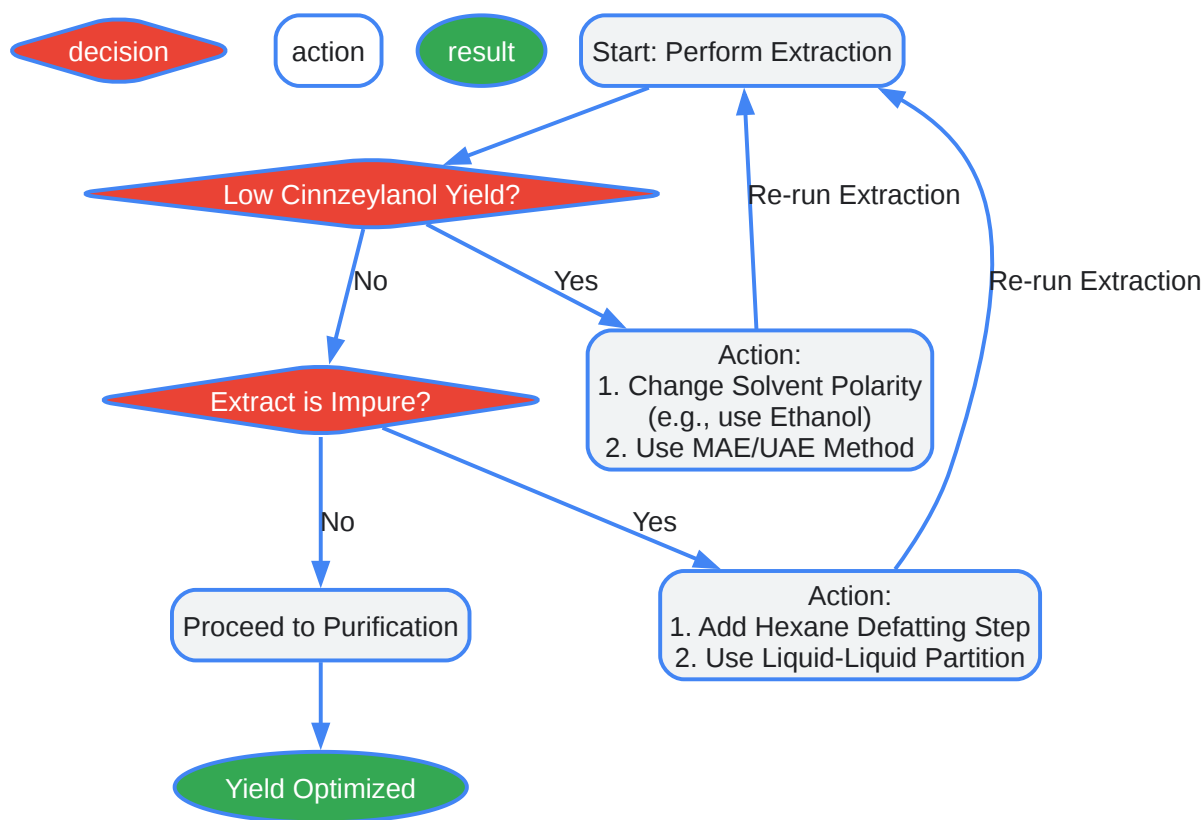 decision
action
result
Start: Perform Extraction
Low Cinnzeylanol Yield?
Re-run Extraction
No
Yes
Re-run Extraction
Action:
1. Change Solvent Polarity
(e.g., use Ethanol)
2. Use MAE/UAE Method
Extract is Impure?
No
Yes
Action:
1. Add Hexane Defatting Step
2. Use Liquid-Liquid Partition
Proceed to Purification
Yield Optimized